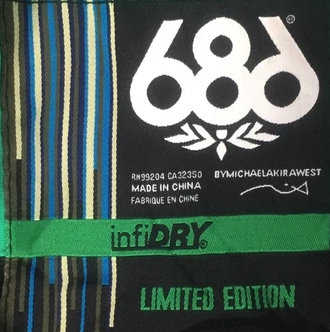 686®
RN99204 CA32350 BYMICHAELAKIRAWEST
MADE IN CHINA
FABRIQUE EN CHINE
infiDRY®
LIMITED EDITION